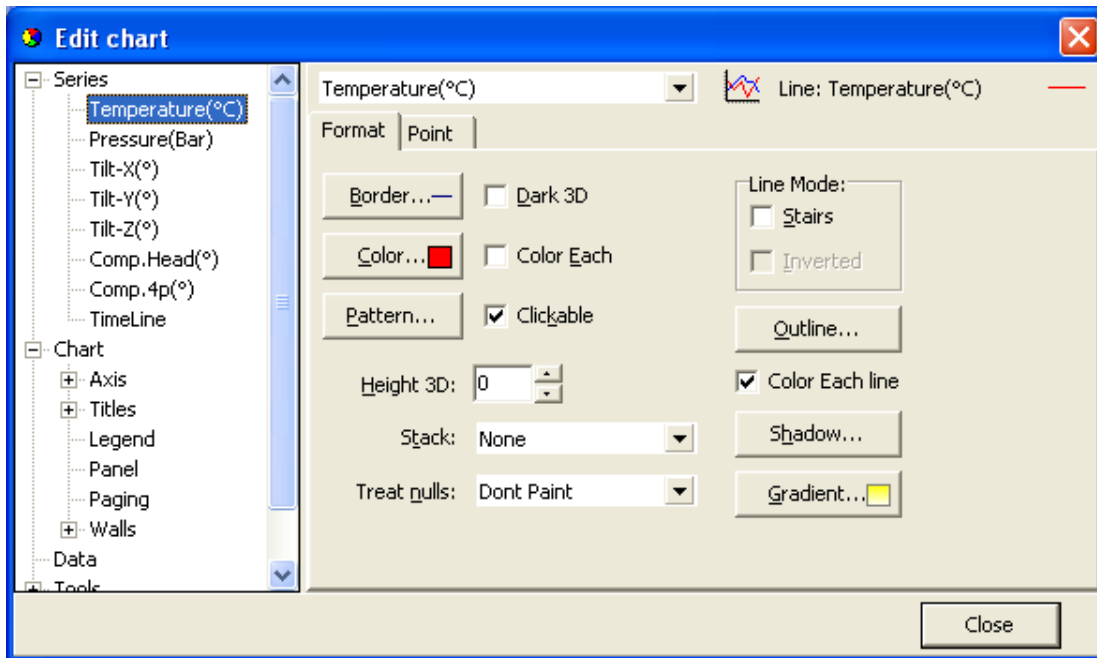 Edit chart
Series
Temperature(°C)
Pressure(Bar)
Tilt-X(°)
Tilt-Y(°)
Tilt-Z(°)
Comp.Head(°)
Comp.4p(°)
TimeLine
Chart
Axis
Titles
Legend
Panel
Paging
Walls
Data
Tools
Temperature(°C)
Line: Temperature(°C)
Format Point
Border...
Dark 3D
Color...
Color Each
Pattern...
Clickable
Height 3D: 0
Stack: None
Treat nulls: Dont Paint
Line Mode:
Stairs
Inverted
Outline...
Color Each line
Shadow...
Gradient...
Close